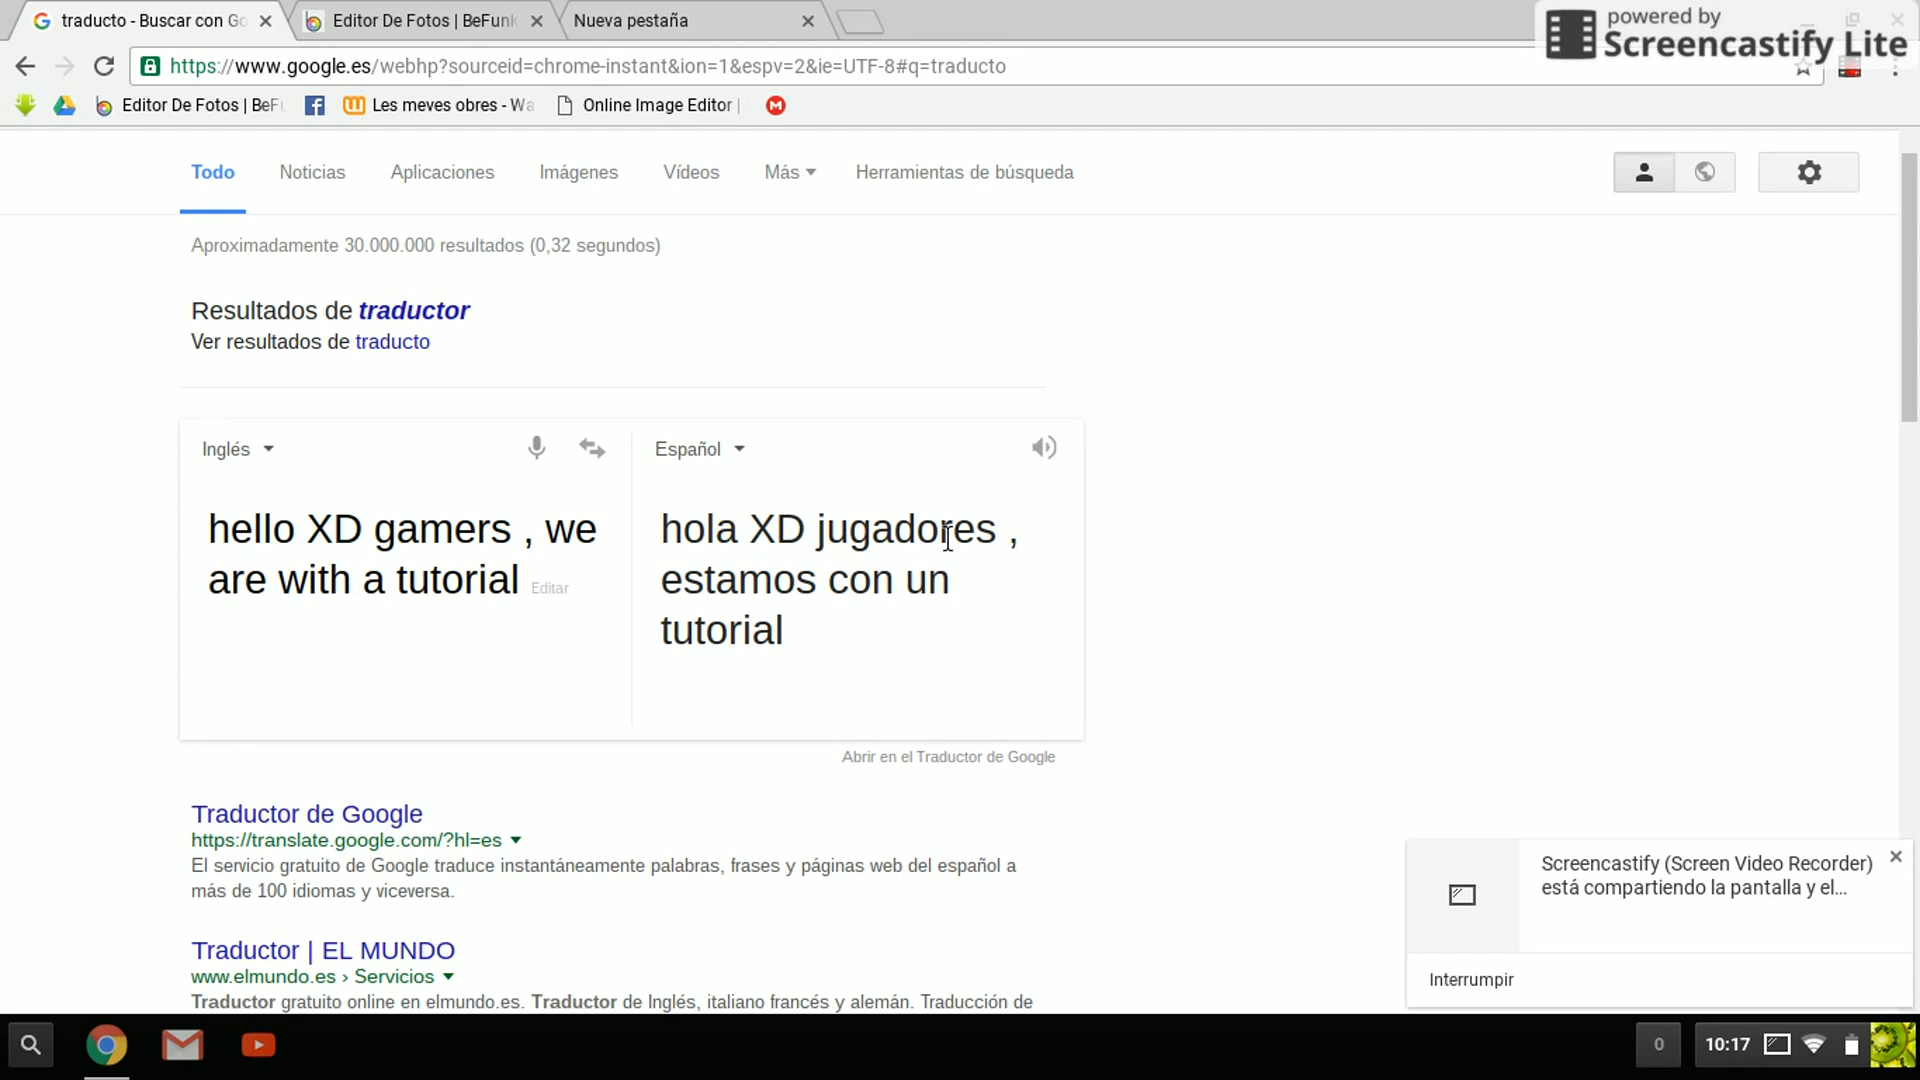 traducto - Buscar con Go
Editor De Fotos | BeFunk
Nueva pestaña
powered by
Screencastify Lite
https://www.google.es/webhp?sourceid=chrome-instant&ion=1&espv=2&ie=UTF-8#q=traducto
Editor De Fotos | BeFu
Les meves obres - Wa
Online Image Editor |
Todo Noticias Aplicaciones Imágenes Vídeos Más Herramientas de búsqueda
Aproximadamente 30.000.000 resultados (0,32 segundos)
Resultados de traductor
Ver resultados de traducto
Inglés
Español
hello XD gamers , we
are with a tutorial Editar
hola XD jugadores ,
estamos con un
tutorial
Abrir en el Traductor de Google
Traductor de Google
https://translate.google.com/?hl=es
El servicio gratuito de Google traduce instantáneamente palabras, frases y páginas web del español a
más de 100 idiomas y viceversa.
Traductor | EL MUNDO
www.elmundo.es › Servicios
Traductor gratuito online en elmundo.es. Traductor de Inglés, italiano francés y alemán. Traducción de
Screencastify (Screen Video Recorder)
está compartiendo la pantalla y el...
Interrumpir
0
10:17